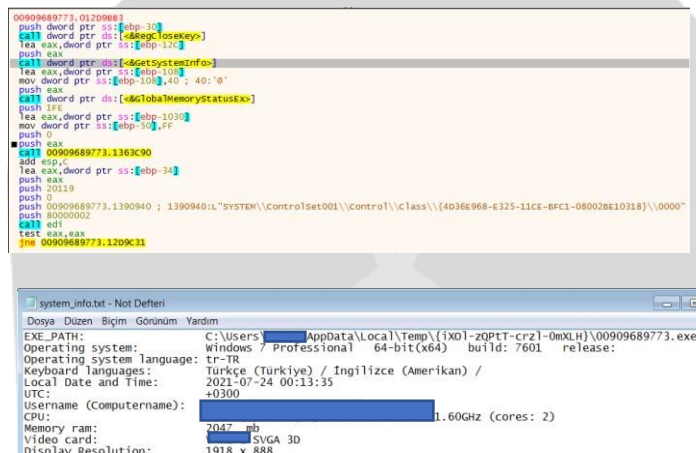 00909689773.012D9BB3
push dword ptr ss:[ebp-30]
call dword ptr ds:[<&RegCloseKey>]
lea eax,dword ptr ss:[ebp-12C]
push eax
call dword ptr ds:[<&GetSystemInfo>]
lea eax,dword ptr ss:[ebp-108]
mov dword ptr ss:[ebp-108],40 ; 40:'@'
push eax
call dword ptr ds:[<&GlobalMemoryStatusEx>]
push 1FE
lea eax,dword ptr ss:[ebp-1030]
mov dword ptr ss:[ebp-50],FF
push 0
push eax
call 00909689773.1363C90
add esp,C
lea eax,dword ptr ss:[ebp-34]
push eax
push 20119
push 0
push 00909689773.1390940 ; 1390940:L"SYSTEM\\ControlSet001\\Control\\Class\\{4D36E968-E325-11CE-BFC1-08002BE10318}\\0000"
push 80000002
call edi
test eax,eax
jne 00909689773.12D9C31
system_info.txt - Not Defteri
Dosya Düzen Biçim Görünüm Yardım
EXE_PATH: C:\Users\ AppData\Local\Temp\{iXOl-zQPtT-crzl-0mXLH}\00909689773.exe
Operating system: Windows 7 Professional 64-bit(x64) build: 7601 release:
Operating system language: tr-TR
Keyboard languages: Türkçe (Türkiye) / İngilizce (Amerikan) /
Local Date and Time: 2021-07-24 00:13:35
UTC: +0300
Username (Computername):
CPU: 1.60GHz (cores: 2)
Memory ram: 2047 mb
Video card: SVGA 3D
Display Resolution: 1918 x 888